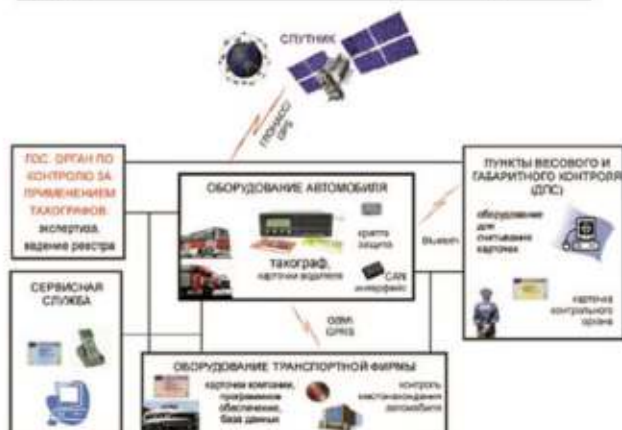 СПУТНИК
ГЛОНАСС/
GPS
ГОС. ОРГАН ПО
КОНТРОЛЮ ЗА
ПРИМЕНЕНИЕМ
ТАХОГРАФОВ
экспертиза,
ведение реестра
ОБОРУДОВАНИЕ АВТОМОБИЛЯ
крипто
защита
тахограф,
карточки водителя
CAN
интерфейс
Bluetooth
ПУНКТЫ ВЕСОВОГО И
ГАБАРИТНОГО КОНТРОЛЯ
(ДПС)
оборудование
для
считывания
карточек
карточка
контрольного
органа
СЕРВИСНАЯ
СЛУЖБА
GSM/
GPRS
ОБОРУДОВАНИЕ ТРАНСПОРТНОЙ ФИРМЫ
карточки компании,
программное
обеспечение,
база данных
контроль
местонахождения
автомобиля